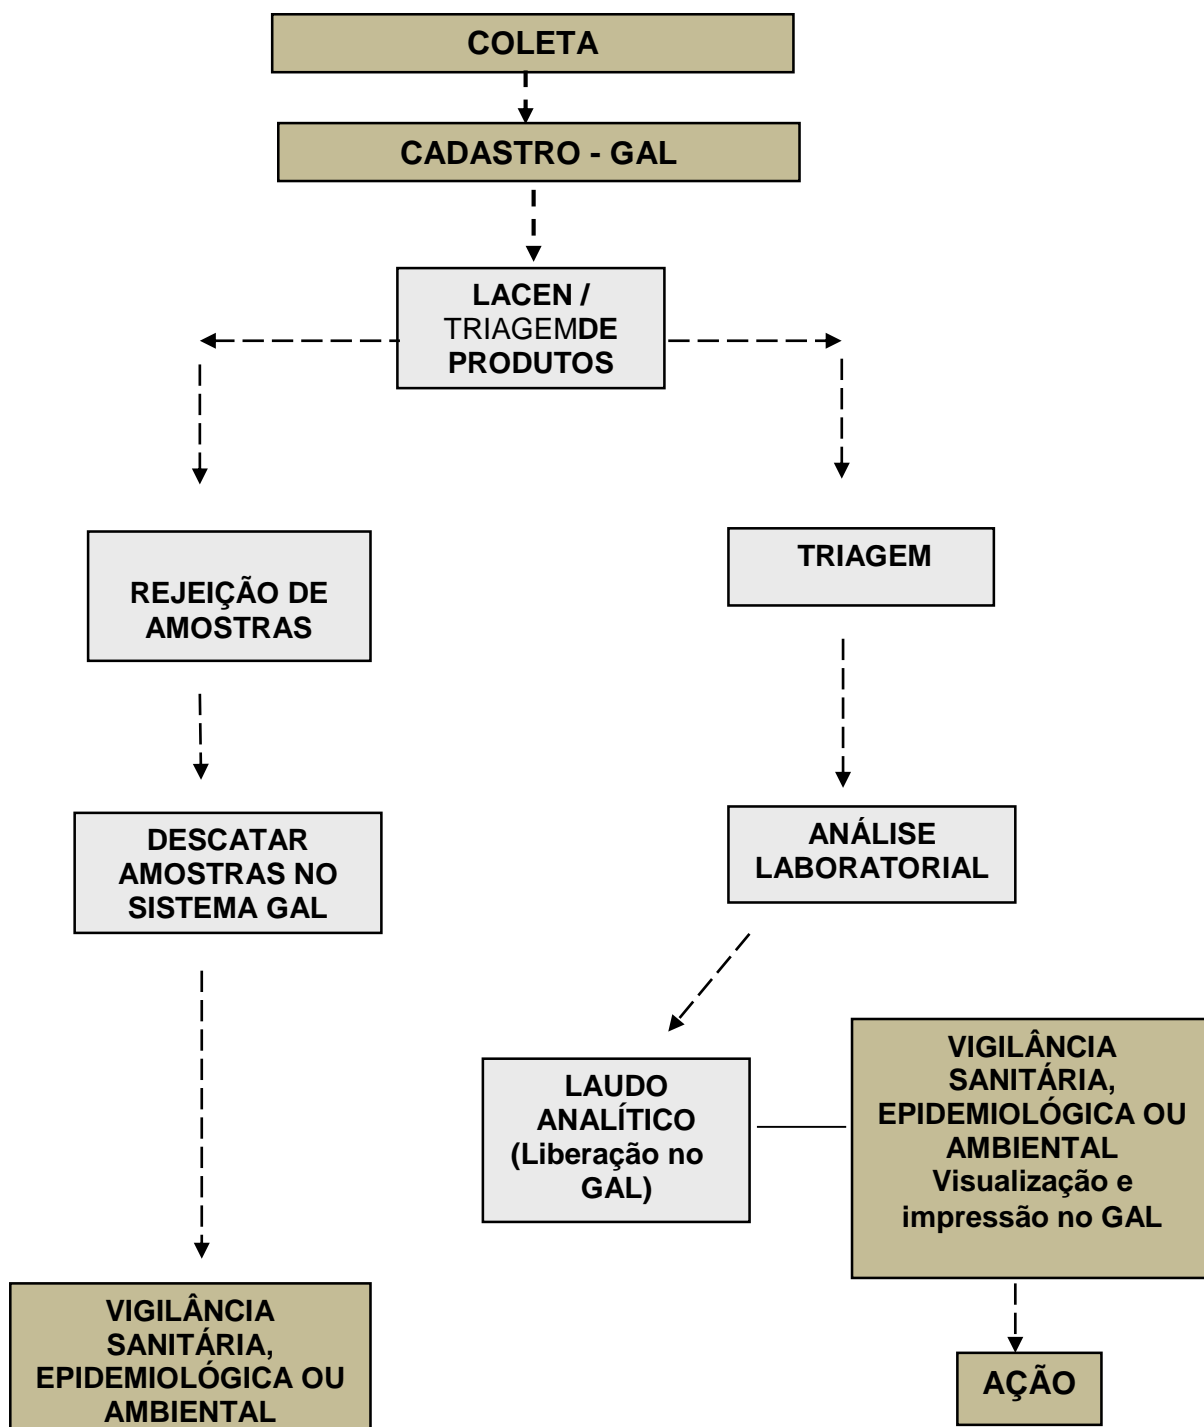 COLETA
CADASTRO - GAL
LACEN /
TRIAGEMDE
PRODUTOS
REJEIÇÃO DE
AMOSTRAS
TRIAGEM
DESCATAR
AMOSTRAS NO
SISTEMA GAL
ANÁLISE
LABORATORIAL
LAUDO
ANALÍTICO
(Liberação no
GAL)
VIGILÂNCIA
SANITÁRIA,
EPIDEMIOLÓGICA OU
AMBIENTAL
Visualização e
impressão no GAL
VIGILÂNCIA
SANITÁRIA,
EPIDEMIOLÓGICA OU
AMBIENTAL
AÇÃO